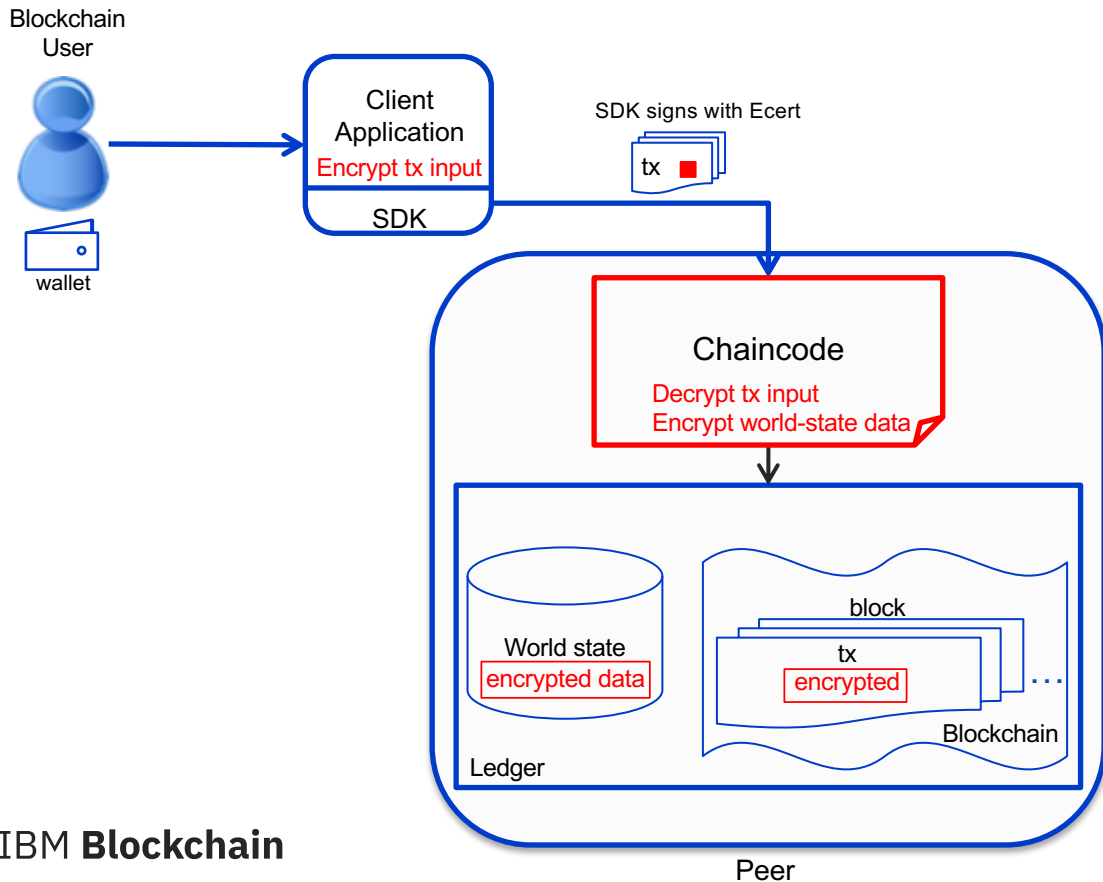 Blockchain
User
wallet
Client
Application
Encrypt tx input
SDK
SDK signs with Ecert
tx
Chaincode
Decrypt tx input
Encrypt world-state data
World state
encrypted data
block
tx
encrypted
...
Blockchain
Ledger
Peer
IBM Blockchain